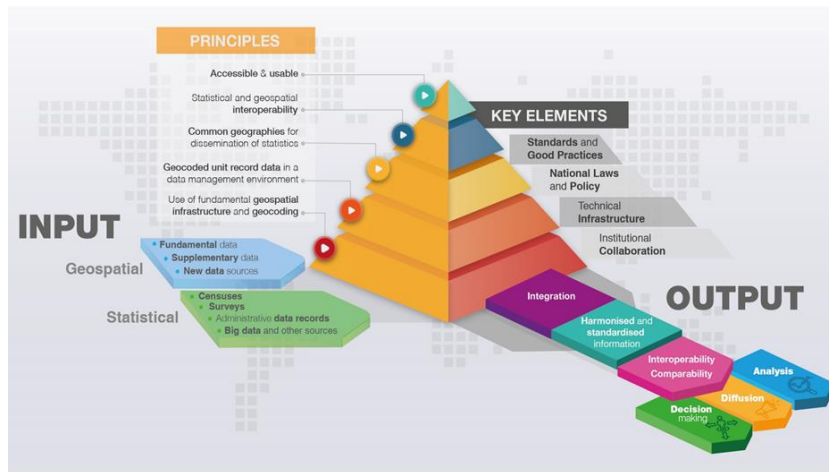 PRINCIPLES
Accessible & usable
Statistical and geospatial
interoperability
Common geographies for
dissemination of statistics
Geocoded unit record data in a
data management environment
Use of fundamental geospatial
infrastructure and geocoding
KEY ELEMENTS
Standards and
Good Practices
National Laws
and Policy
Technical
Infrastructure
Institutional
Collaboration
INPUT
Geospatial
Fundamental data
Supplementary data
New data sources
Statistical
Censuses
Surveys
Administrative data records
Big data and other sources
OUTPUT
Integration
Harmonised and
standardised
information
Interoperability
Comparability
Analysis
Diffusion
Decision
making